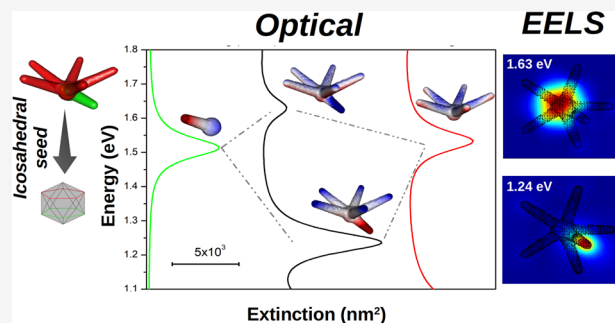 Optical
EELS
Icosahedral
seed
Energy (eV)
1.8
1.7
1.6
1.5
1.4
1.3
1.2
1.1
5x10³
Extinction (nm²)
1.63 eV
1.24 eV